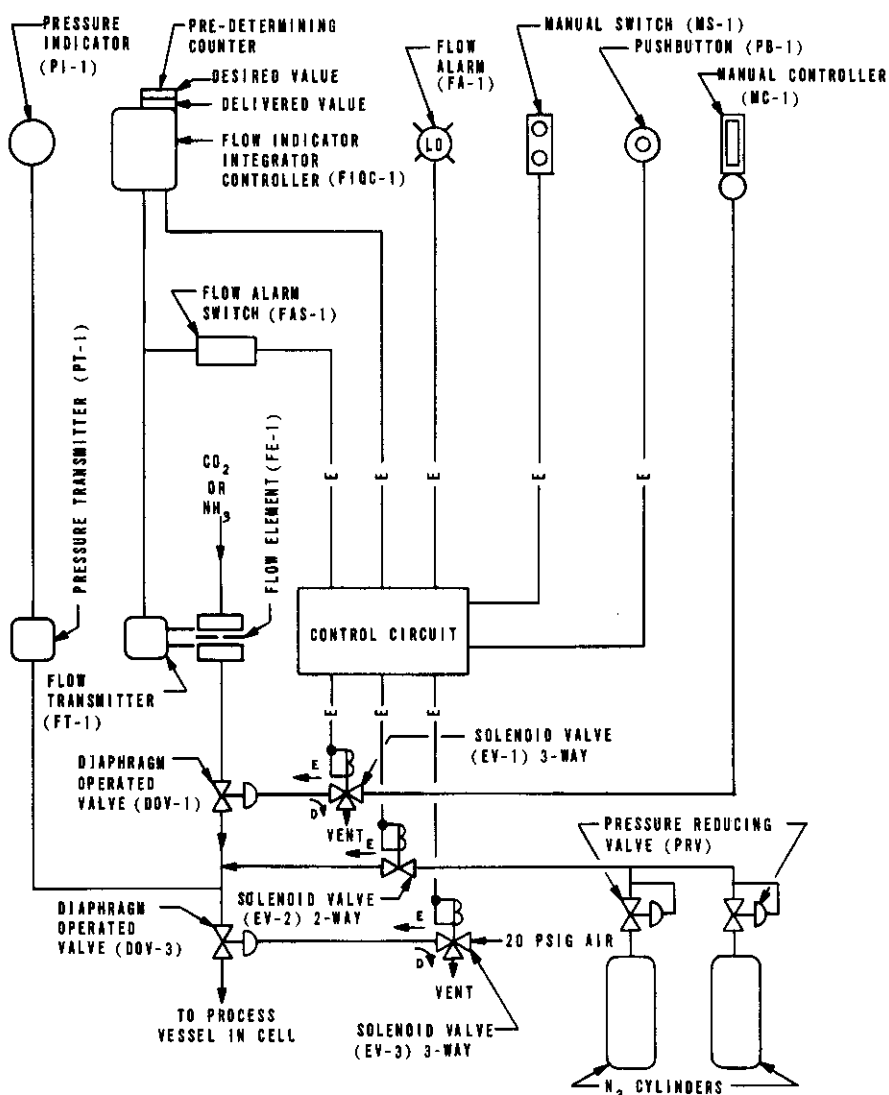 PRESSURE
INDICATOR
(PI-1)
PRE-DETERMINING
COUNTER
DESIRED VALUE
DELIVERED VALUE
FLOW INDICATOR
INTEGRATOR
CONTROLLER (FIQC-1)
FLOW
ALARM
(FA-1)
LO
MANUAL SWITCH (MS-1)
PUSHBUTTON (PB-1)
MANUAL CONTROLLER
(MC-1)
FLOW ALARM
SWITCH (FAS-1)
PRESSURE TRANSMITTER (PT-1)
CO2
OR
NH3
FLOW ELEMENT (FE-1)
E
E
E
E
E
CONTROL CIRCUIT
FLOW
TRANSMITTER
(FT-1)
E
E
E
SOLENOID VALVE
(EV-1) 3-WAY
DIAPHRAGM
OPERATED
VALVE (DOV-1)
E
D
VENT
E
PRESSURE REDUCING
VALVE (PRV)
SOLENOID VALVE
(EV-2) 2-WAY
DIAPHRAGM
OPERATED
VALVE (DOV-3)
E
D
20 PSIG AIR
VENT
TO PROCESS
VESSEL IN CELL
SOLENOID VALVE
(EV-3) 3-WAY
N2 CYLINDERS